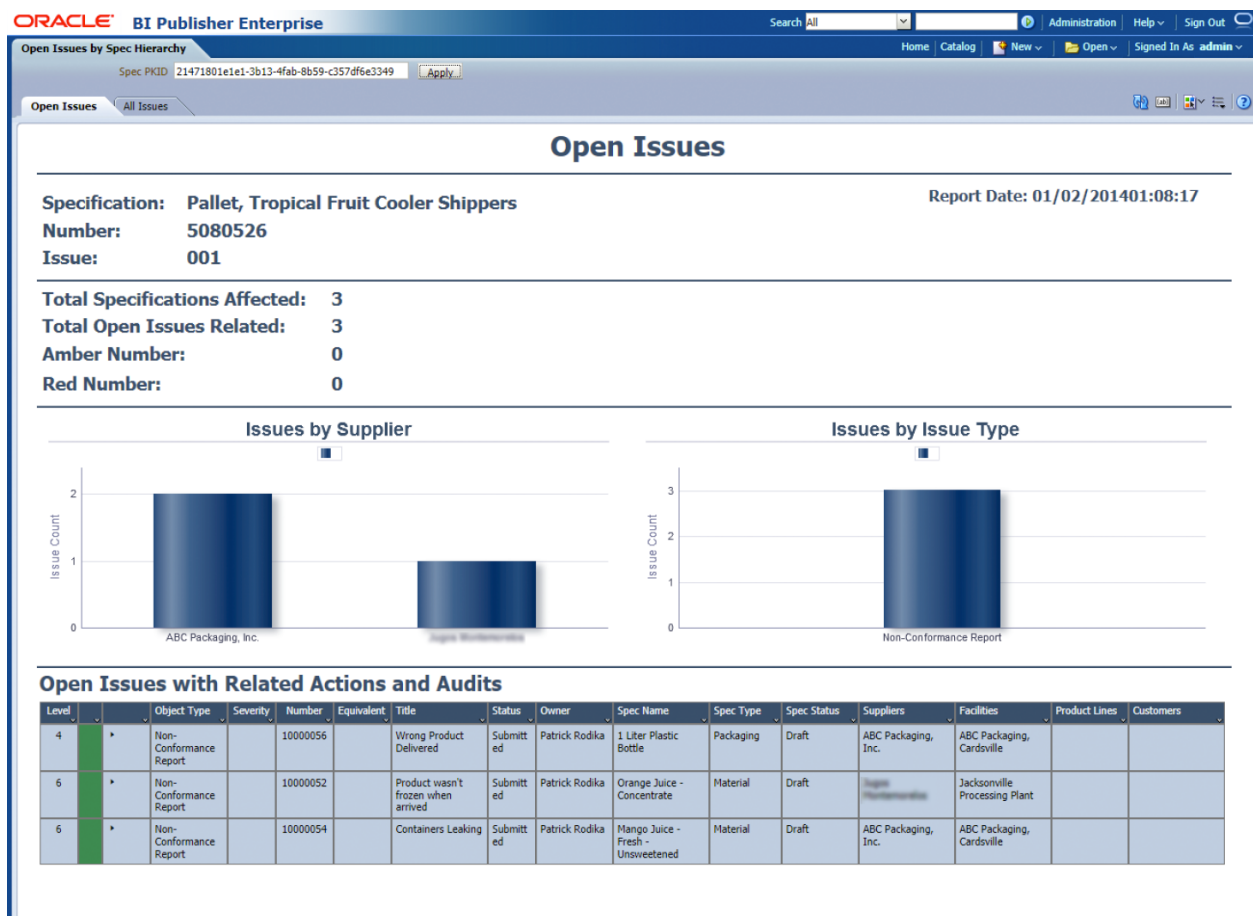 ORACLE BI Publisher Enterprise
Search All Administration Help Sign Out
Open Issues by Spec Hierarchy
Home Catalog New Open Signed In As admin
Spec PKID 21471801e1e1-3b13-4fab-8b59-c357df6e3349 Apply
Open Issues All Issues
Open Issues
Specification: Pallet, Tropical Fruit Cooler Shippers
Report Date: 01/02/201401:08:17
Number: 5080526
Issue: 001
Total Specifications Affected: 3
Total Open Issues Related: 3
Amber Number: 0
Red Number: 0
Issues by Supplier
Issue Count
2
1
0
ABC Packaging, Inc.
Issues by Issue Type
Issue Count
3
2
1
0
Non-Conformance Report
Open Issues with Related Actions and Audits
Level Object Type Severity Number Equivalent Title Status Owner Spec Name Spec Type Spec Status Suppliers Facilities Product Lines Customers
4 Non- 10000056 Wrong Product Submitt Patrick Rodika 1 Liter Plastic Packaging Draft ABC Packaging, ABC Packaging,
Conformance Delivered ed Bottle Inc. Cardsville
Report
6 Non- 10000052 Product wasn't Submitt Patrick Rodika Orange Juice - Material Draft Jacksonville
Conformance frozen when ed Concentrate Processing Plant
Report arrived
6 Non- 10000054 Containers Leaking Submitt Patrick Rodika Mango Juice - Material Draft ABC Packaging, ABC Packaging,
Conformance ed Fresh - Inc. Cardsville
Report Unsweetened